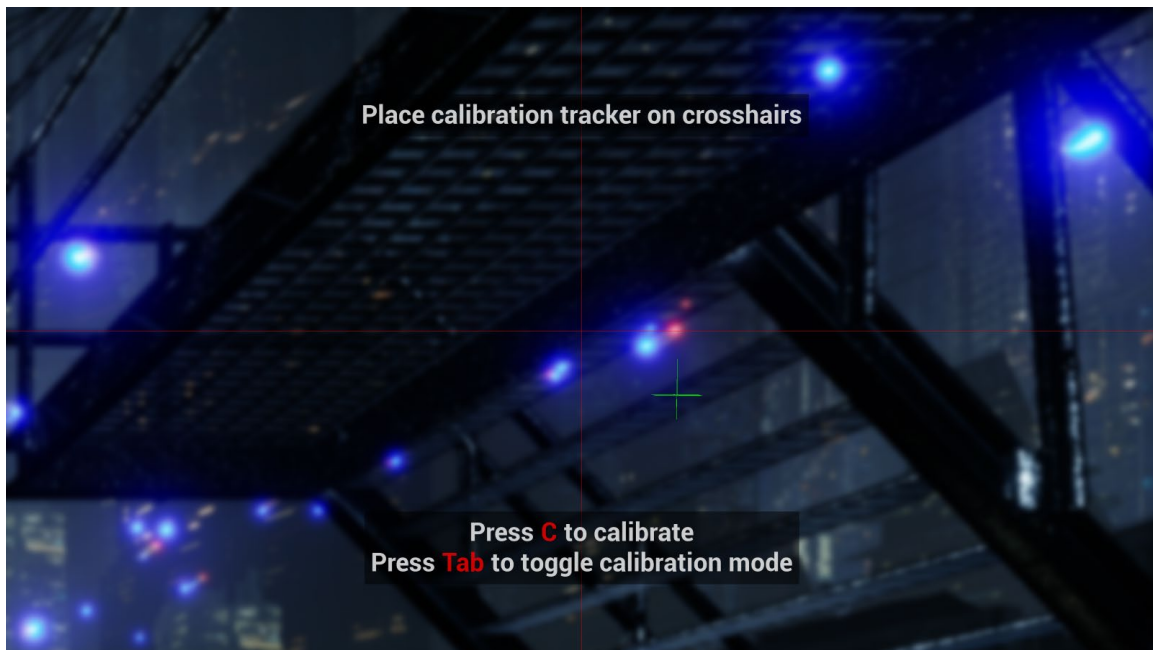 Place calibration tracker on crosshairs
Press C to calibrate
Press Tab to toggle calibration mode